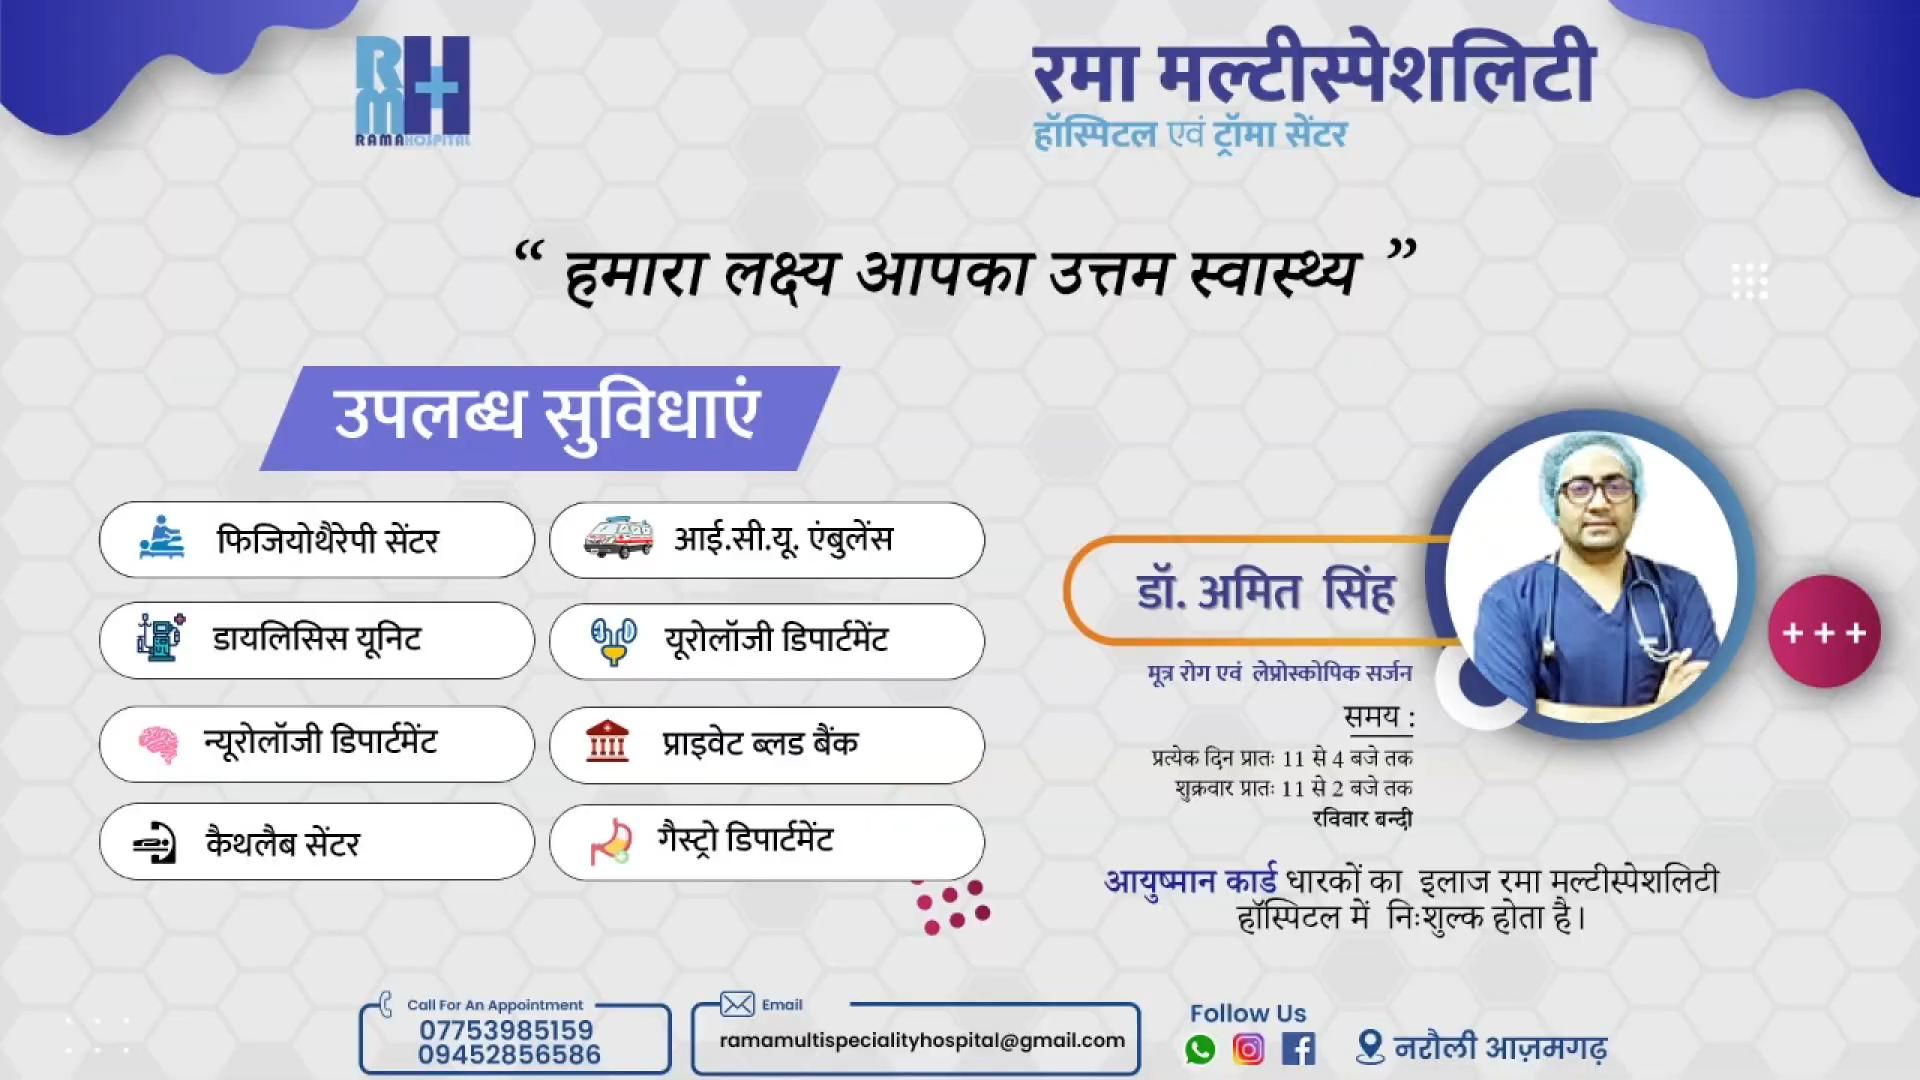 RMH
RAMAHOSPITAL
रमा मल्टीस्पेशलिटी
हॉस्पिटल एवं ट्रॉमा सेंटर
“ हमारा लक्ष्य आपका उत्तम स्वास्थ्य ”
उपलब्ध सुविधाएं
फिजियोथैरेपी सेंटर
आई.सी.यू. एंबुलेंस
डायलिसिस यूनिट
यूरोलॉजी डिपार्टमेंट
न्यूरोलॉजी डिपार्टमेंट
प्राइवेट ब्लड बैंक
कैथलैब सेंटर
गैस्ट्रो डिपार्टमेंट
डॉ. अमित सिंह
मूत्र रोग एवं लेप्रोस्कोपिक सर्जन
समय :
प्रत्येक दिन प्रातः 11 से 4 बजे तक
शुक्रवार प्रातः 11 से 2 बजे तक
रविवार बन्दी
आयुष्मान कार्ड धारकों का इलाज रमा मल्टीस्पेशलिटी
हॉस्पिटल में निःशुल्क होता है।
Call For An Appointment
07753985159
09452856586
Email
ramamultispecialityhospital@gmail.com
Follow Us
नरौली आज़मगढ़